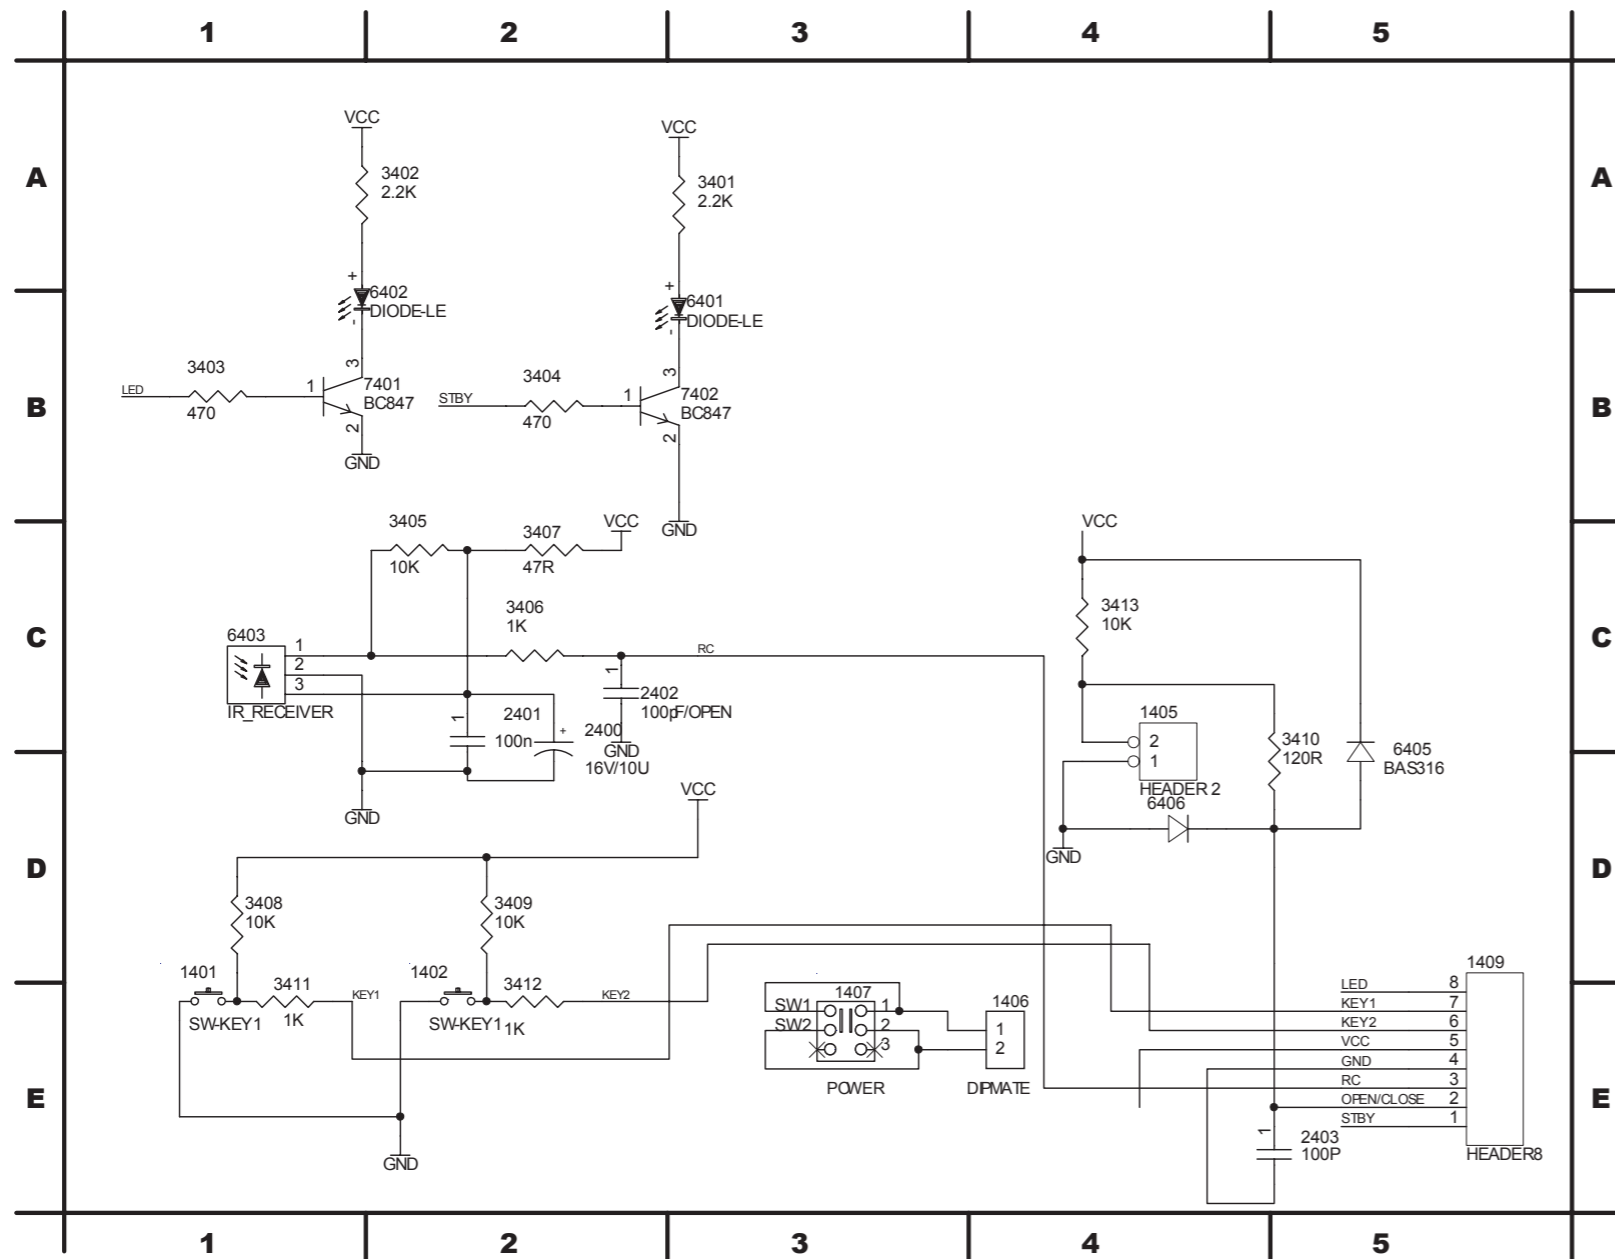 1 2 3 4 5
A A
VCC
VCC
3402
2.2K
3401
2.2K
+
6402
DIODE-LE
-
+
6401
DIODE-LE
-
B B
LED
3403
470
1
3
7401
BC847
2
GND
STBY
3404
470
1
3
7402
BC847
2
GND
3405
10K
3407
47R
VCC
VCC
C C
3406
1K
6403
1
2
3
IR_RECEIVER
RC
1
2402
100pF/OPEN
GND
1
2401
100n
+
2400
16V/10U
GND
3413
10K
1405
2
1
HEADER 2
3410
120R
6405
BAS316
6406
GND
VCC
D D
3408
10K
3409
10K
1401
SW-KEY1
3411
1K
KEY1
1402
SW-KEY1
3412
1K
KEY2
GND
SW1
SW2
1407
1
2
3
POWER
1406
1
2
DIPMATE
1409
LED 8
KEY1 7
KEY2 6
VCC 5
GND 4
RC 3
OPEN/CLOSE 2
STBY 1
HEADER8
E E
1
2403
100P
1 2 3 4 5